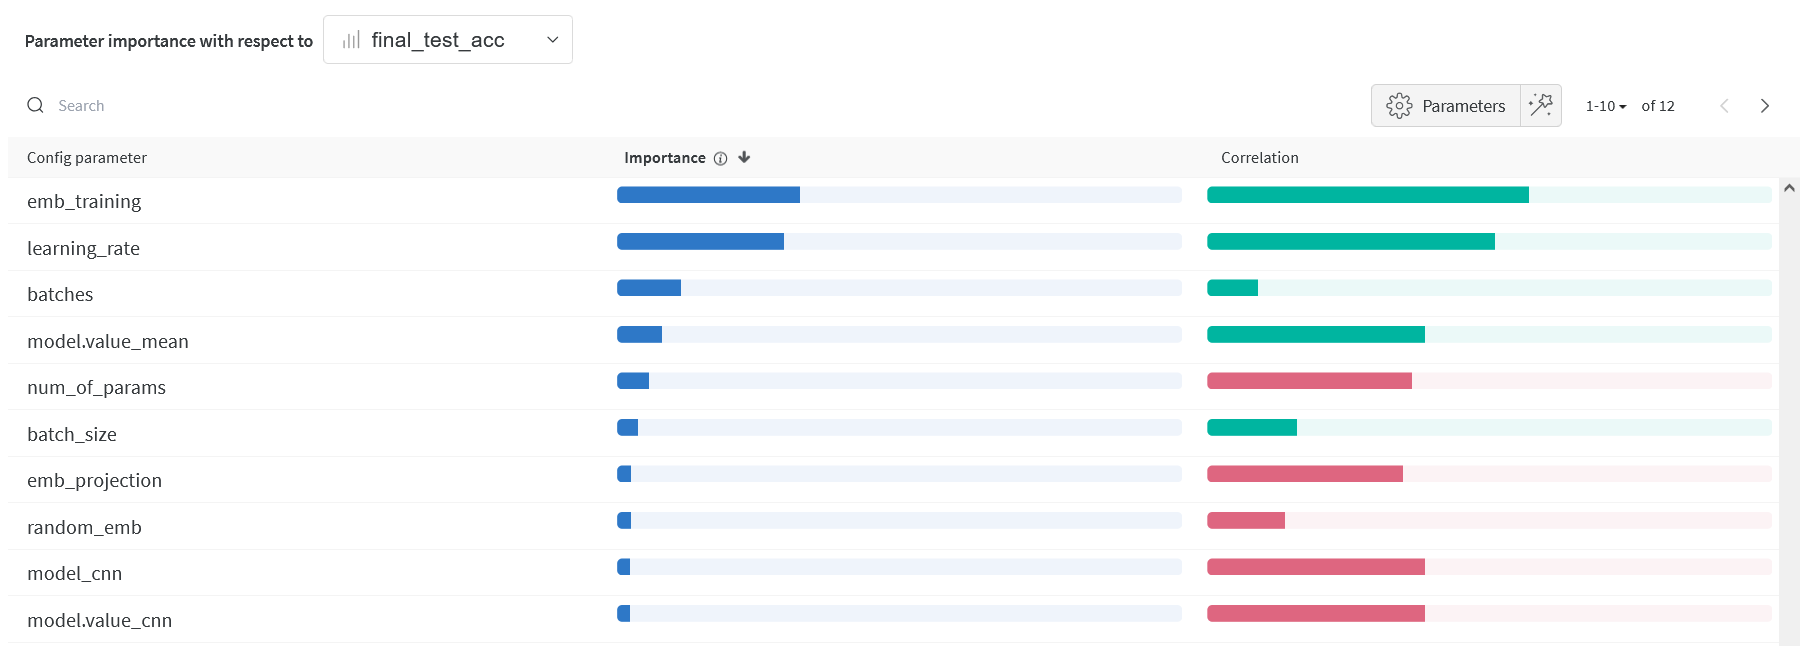 Parameter importance with respect to final_test_acc
Search
Parameters 1-10 of 12
Config parameter Importance Correlation
emb_training
learning_rate
batches
model.value_mean
num_of_params
batch_size
emb_projection
random_emb
model_cnn
model.value_cnn